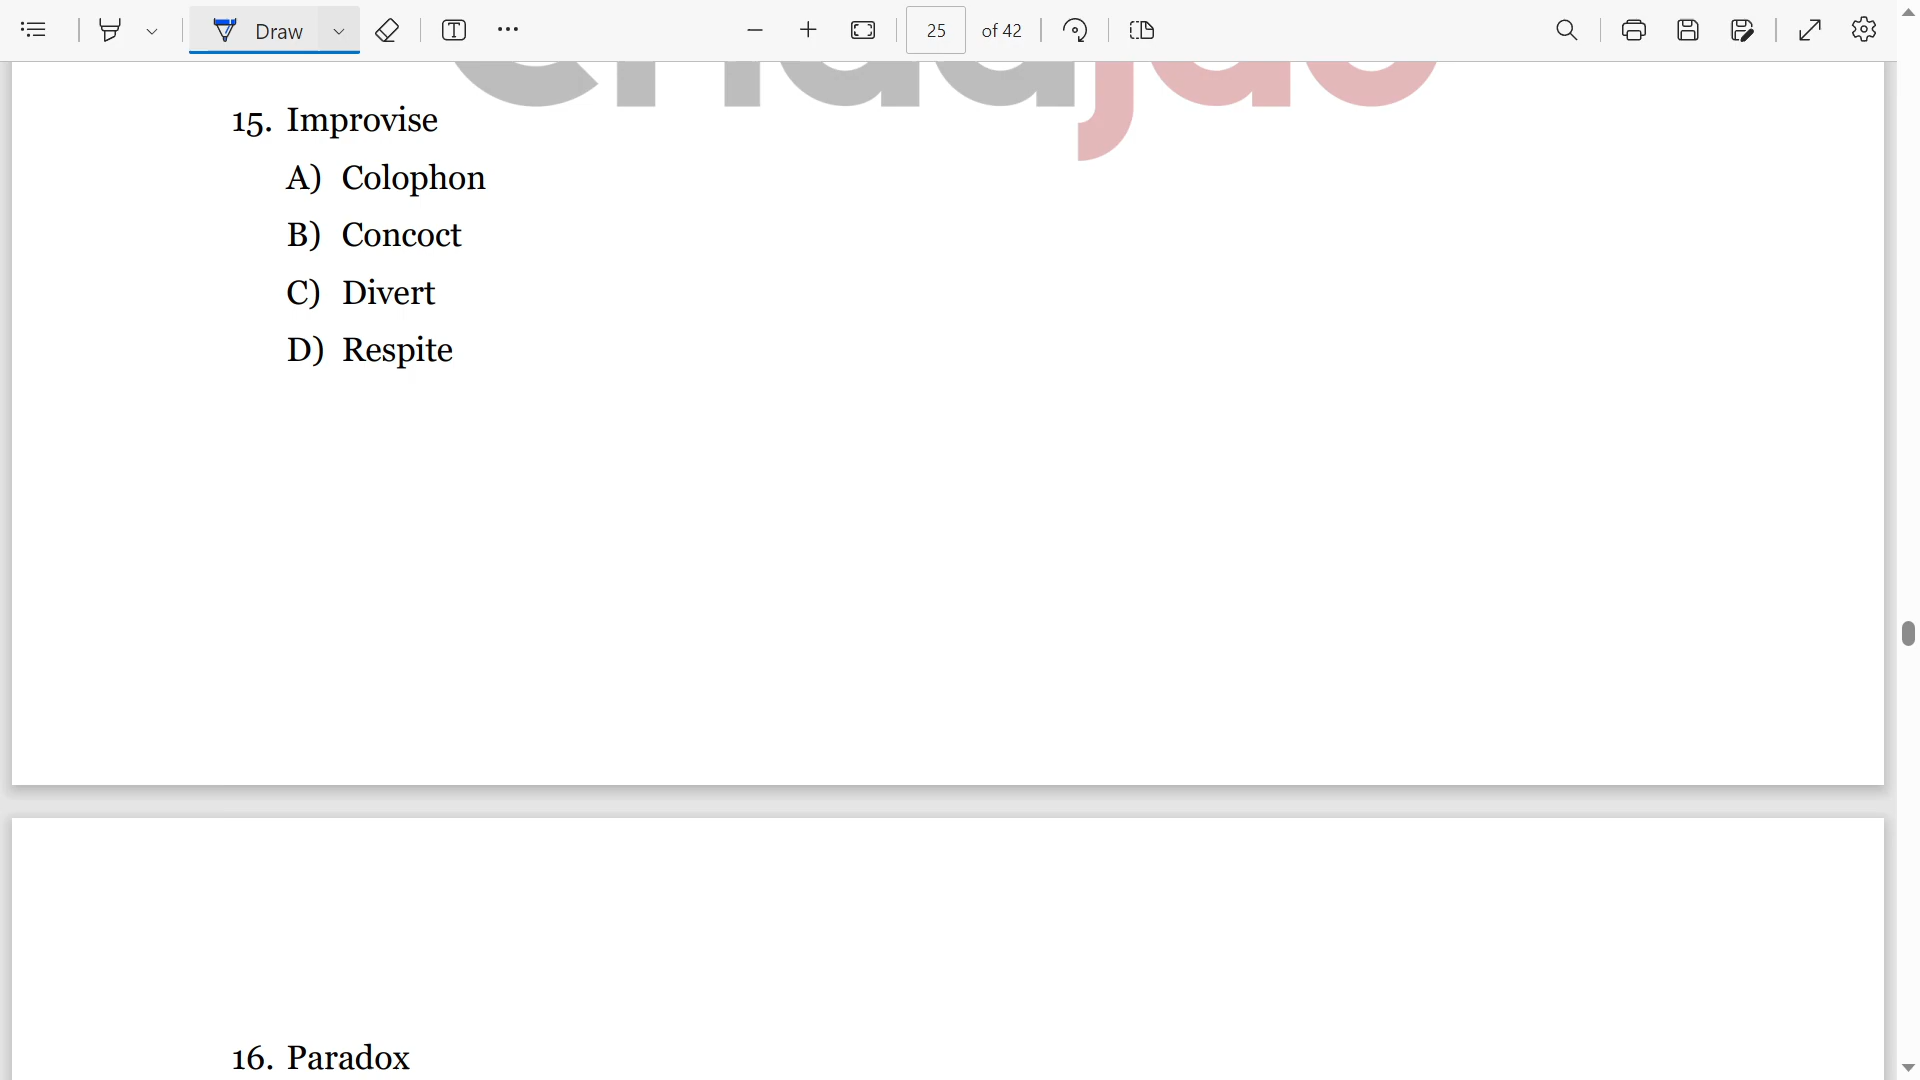 Draw
25 of 42
15. Improvise
A) Colophon
B) Concoct
C) Divert
D) Respite
16. Paradox